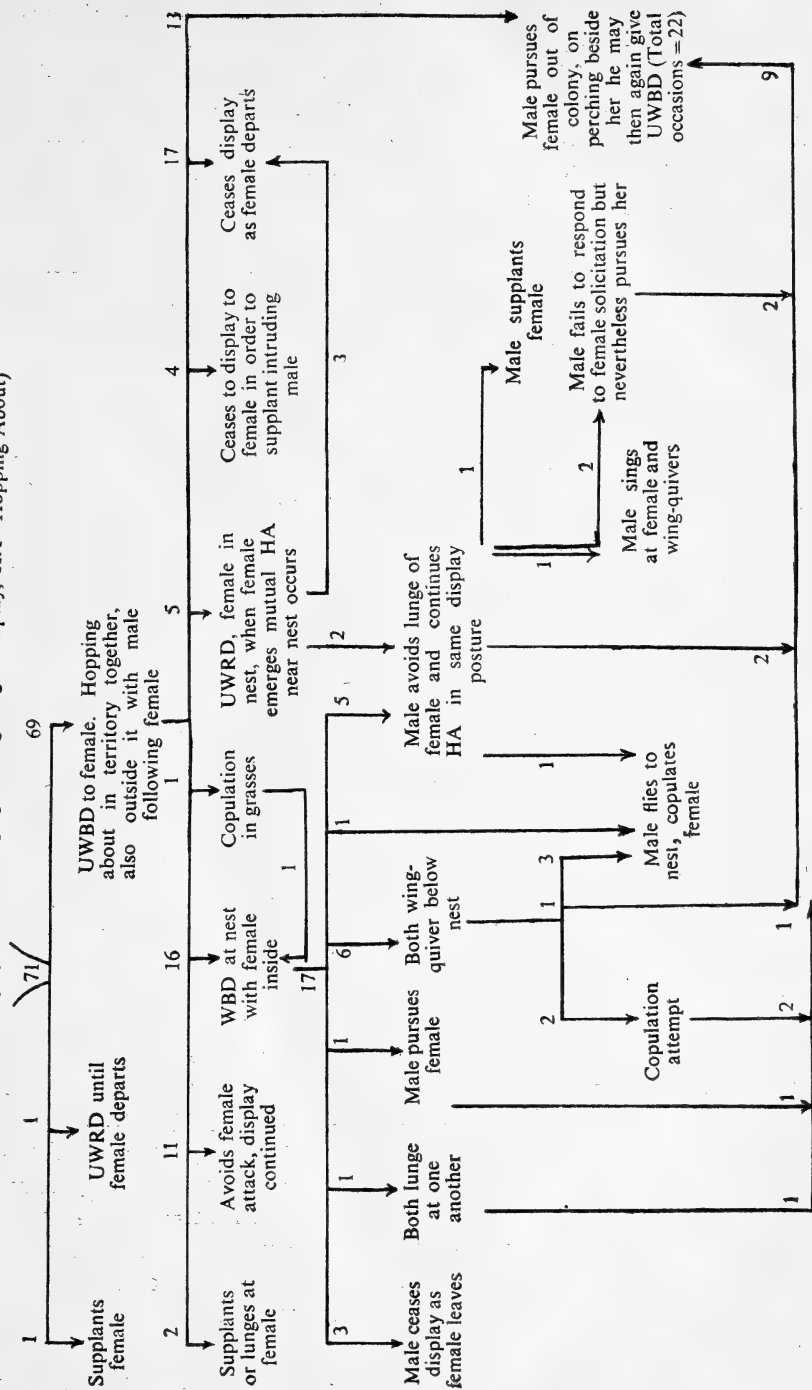 Hopping About)
71
1
1
69
Supplants
female
UWRD until
female departs
UWBD to female. Hopping
about in territory together,
also outside it with male
following female
2
11
16
1
5
4
17
13
Supplants
or lunges at
female
Avoids female
attack, display
continued
WBD at nest
with female
inside
Copulation
in grasses
UWRD, female in
nest, when female
emerges mutual HA
near nest occurs
Ceases to display to
female in order to
supplant intruding
male
Ceases display
as female departs
1
17
2
3
3
1
1
6
1
5
Male ceases
display as
female leaves
Both lunge
at one
another
Male pursues
female
Both wing-
quiver below
nest
Male avoids lunge of
female and continues
HA in same display
posture
1
Male supplants
female
Male pursues
female out of
colony, on
perching beside
her he may
then again give
UWBD (Total
occasions = 22)
1
2
Male sings
at female and
wing-quivers
Male fails to respond
to female solicitation but
nevertheless pursues her
2
1
3
1
Copulation
attempt
Male flies to
nest, copulates
female
1
1
2
1
2
2
9